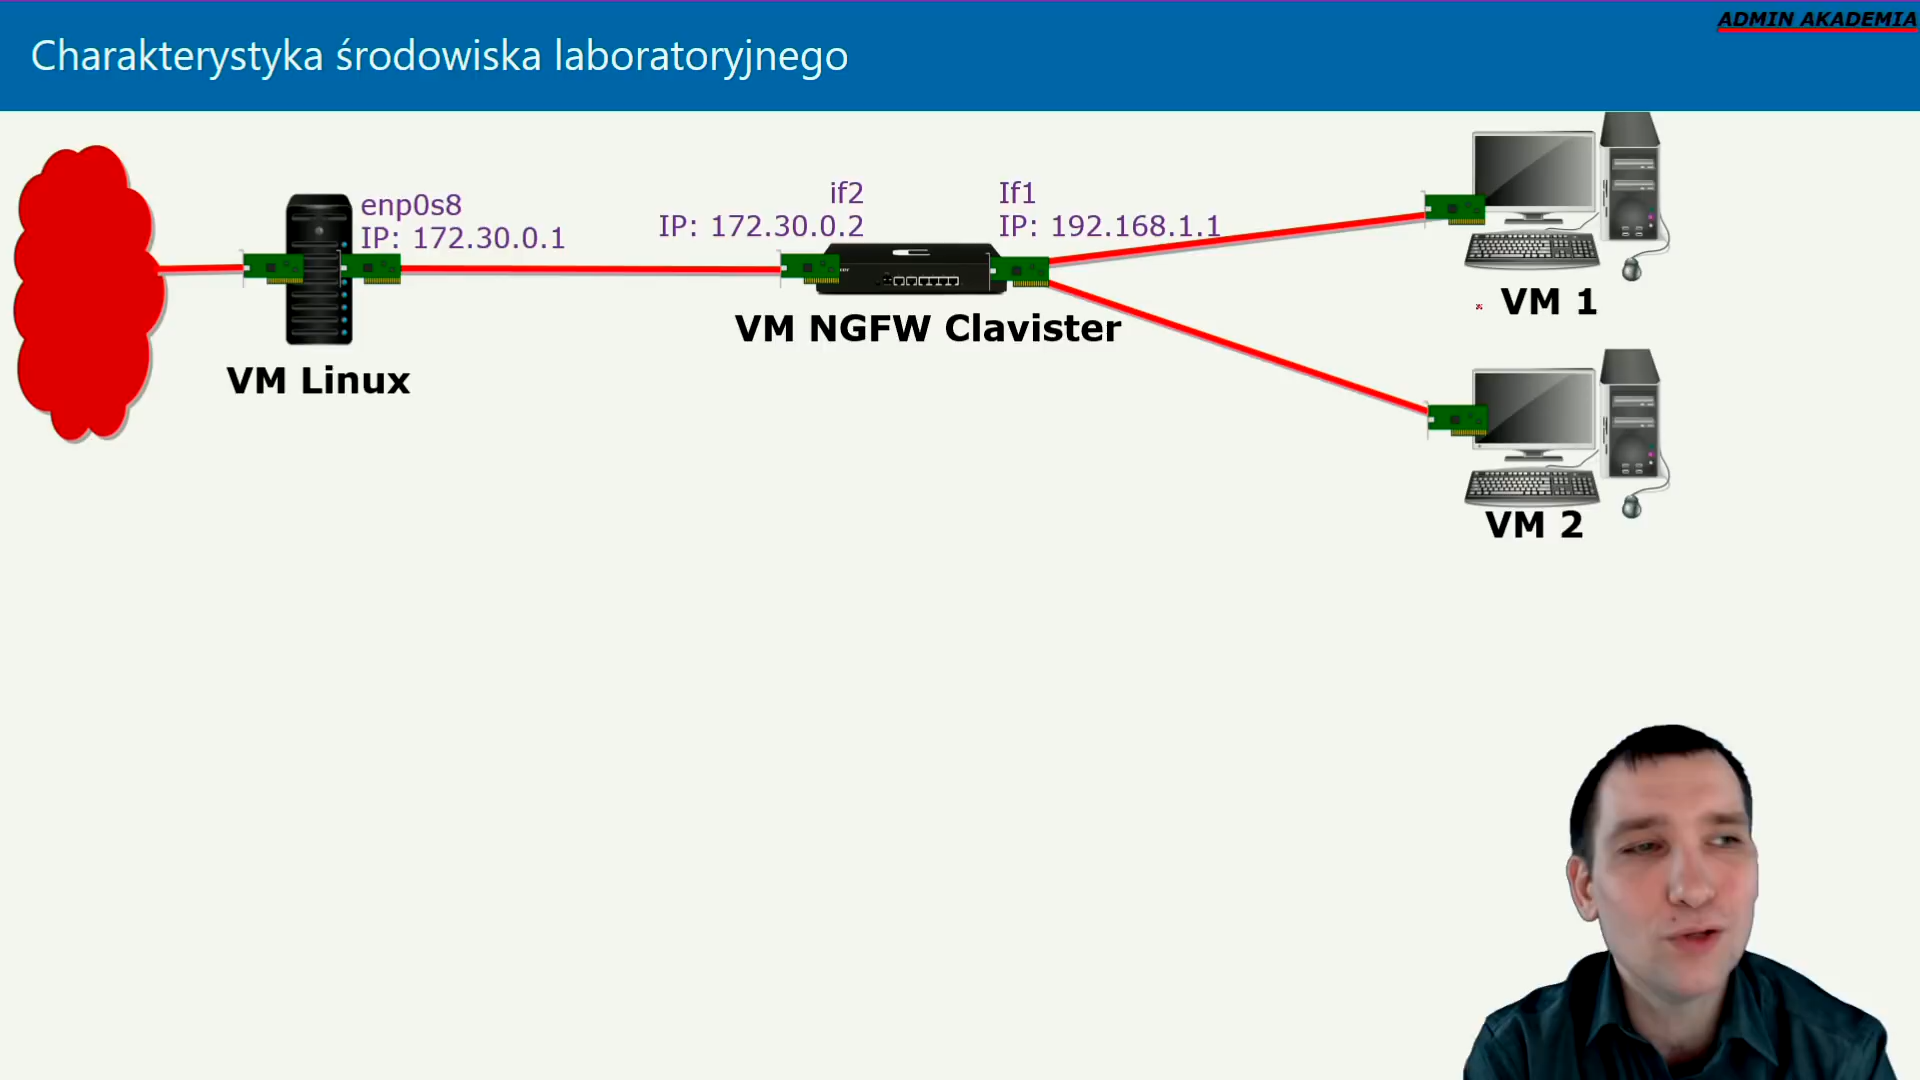 ADMIN AKADEMIA
Charakterystyka środowiska laboratoryjnego
enp0s8
IP: 172.30.0.1
if2
IP: 172.30.0.2
If1
IP: 192.168.1.1
VM Linux
VM NGFW Clavister
VM 1
VM 2